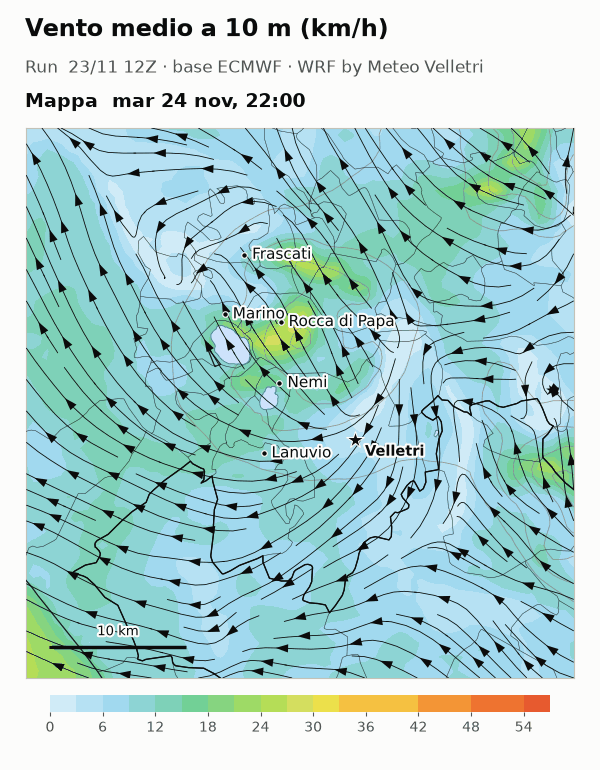 Vento medio a 10 m (km/h)
Run 23/11 12Z · base ECMWF · WRF by Meteo Velletri
Mappa mar 24 nov, 22:00
Frascati
Marino
Rocca di Papa
Nemi
Velletri
Lanuvio
10 km
0 6 12 18 24 30 36 42 48 54